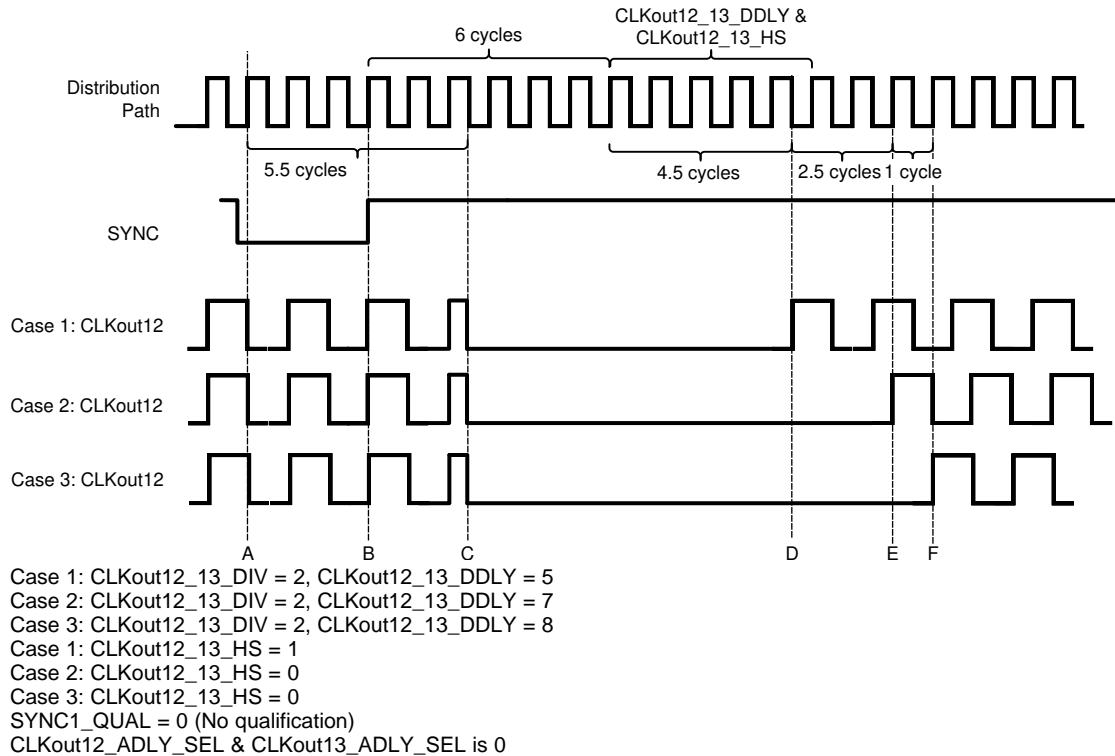 CLKout12_13_DDLY &
CLKout12_13_HS
6 cycles
Distribution
Path
5.5 cycles
4.5 cycles
2.5 cycles
1 cycle
SYNC
Case 1: CLKout12
Case 2: CLKout12
Case 3: CLKout12
A B C D E F
Case 1: CLKout12_13_DIV = 2, CLKout12_13_DDLY = 5
Case 2: CLKout12_13_DIV = 2, CLKout12_13_DDLY = 7
Case 3: CLKout12_13_DIV = 2, CLKout12_13_DDLY = 8
Case 1: CLKout12_13_HS = 1
Case 2: CLKout12_13_HS = 0
Case 3: CLKout12_13_HS = 0
SYNC1_QUAL = 0 (No qualification)
CLKout12_ADLY_SEL & CLKout13_ADLY_SEL is 0